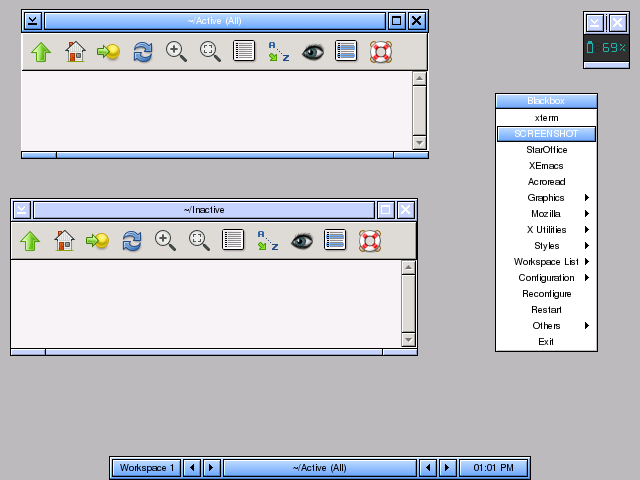 ~/Active (All)
A
Z
69%
Blackbox
xterm
SCREENSHOT
StarOffice
XEmacs
Acroread
Graphics
Mozilla
X Utilities
Styles
Workspace List
Configuration
Reconfigure
Restart
Others
Exit
~/Inactive
A
Z
Workspace 1
~/Active (All)
01:01 PM